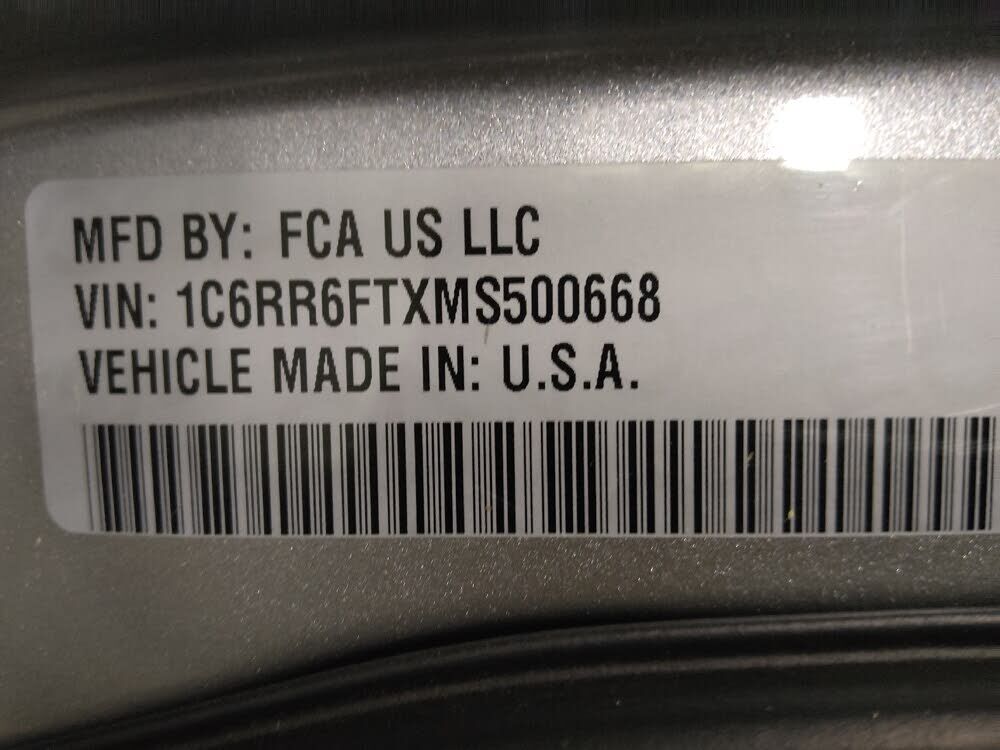 MFD BY: FCA US LLC
VIN: 1C6RR6FTXMS500668
VEHICLE MADE IN: U.S.A.